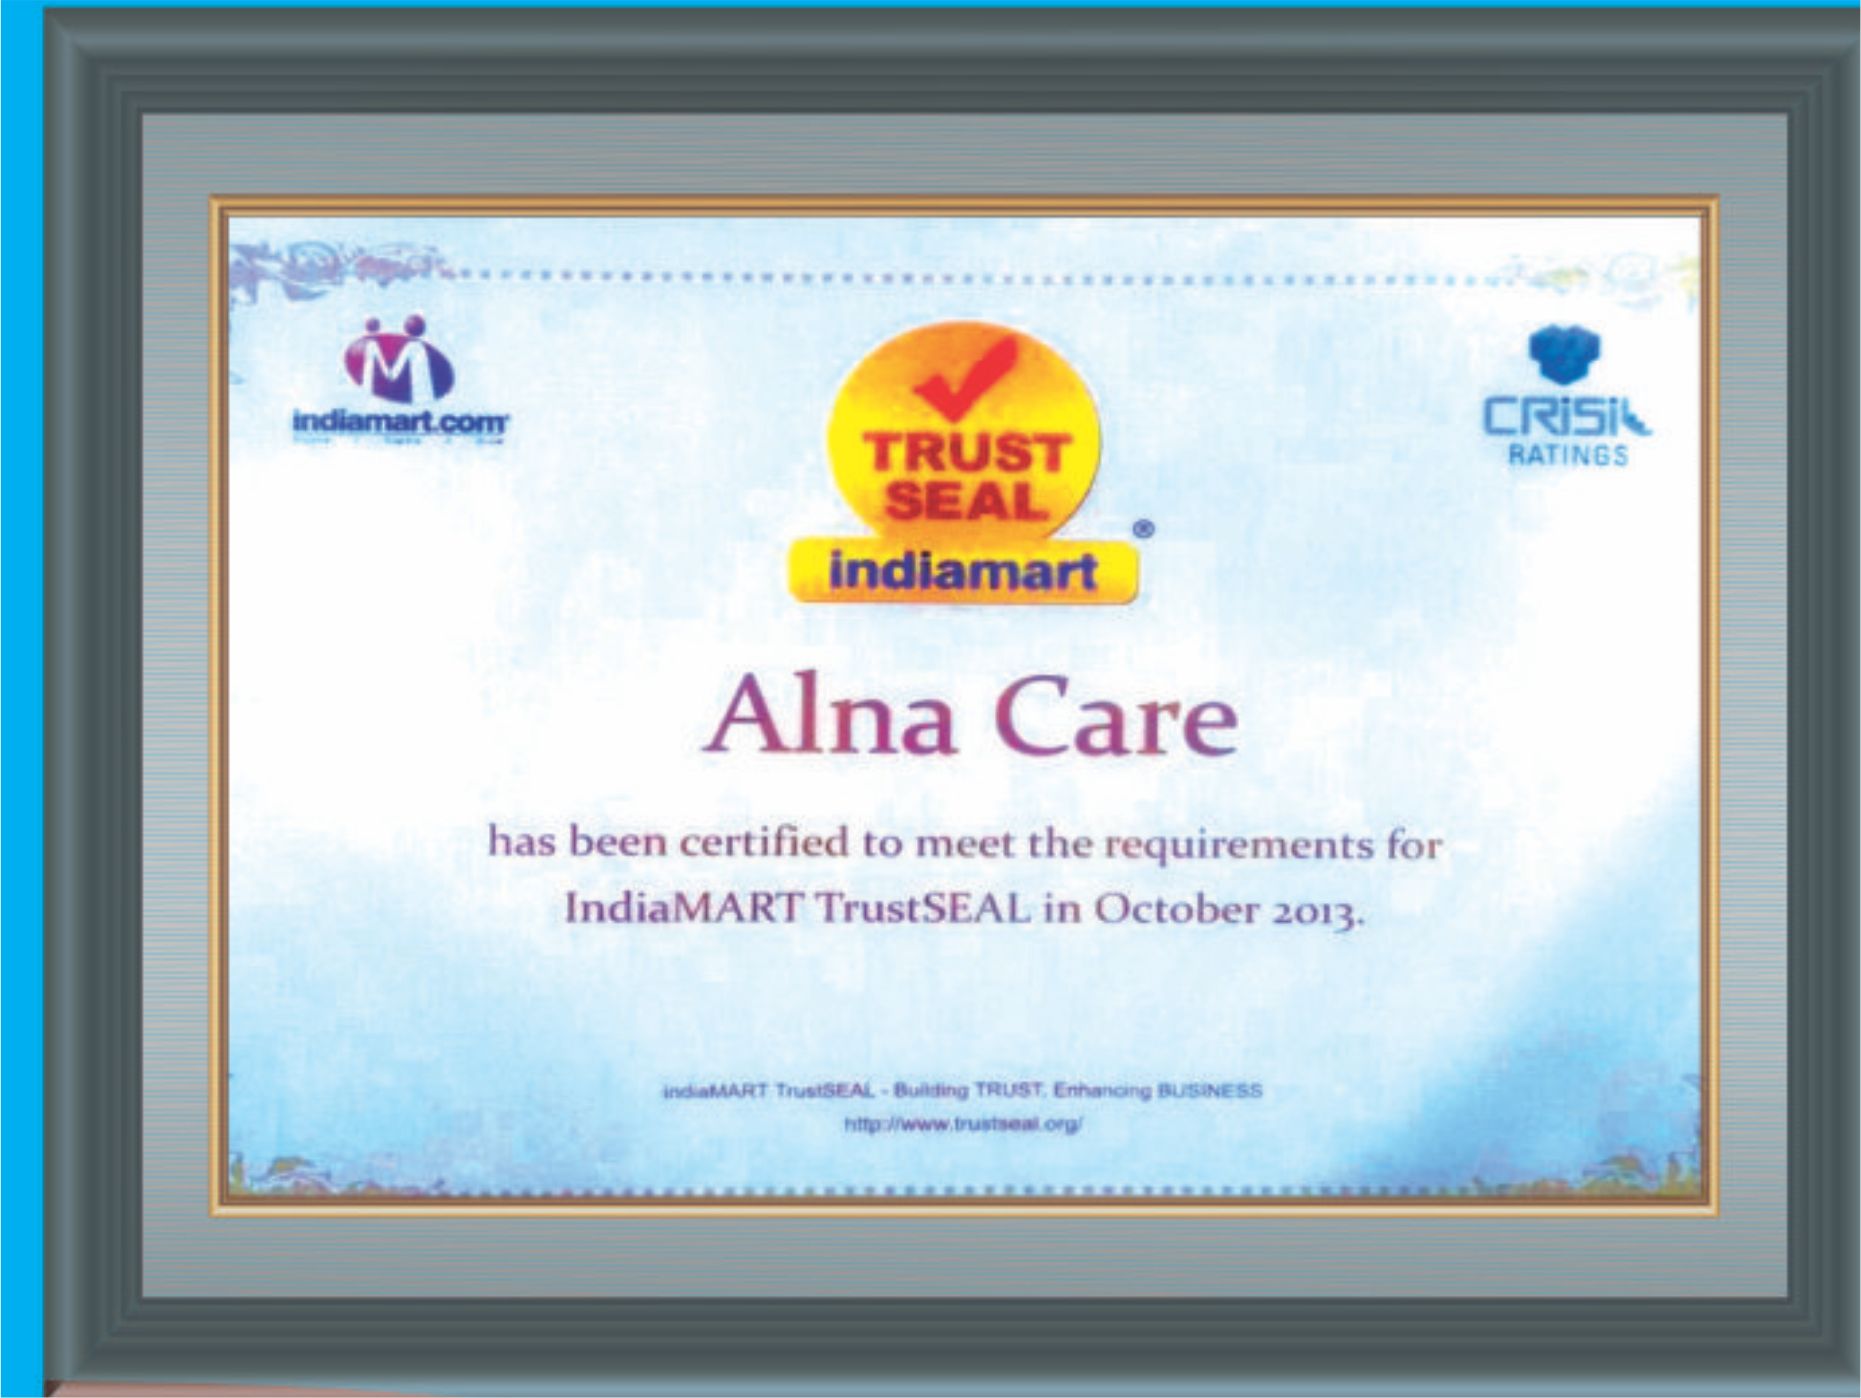 indiamart.com
TRUST
SEAL
indiamart
®
CRiSiL
RATINGS
Alna Care
has been certified to meet the requirements for
IndiaMART TrustSEAL in October 2013.
indiaMART TrustSEAL - Building TRUST. Enhancing BUSINESS
http://www.trustseal.org/